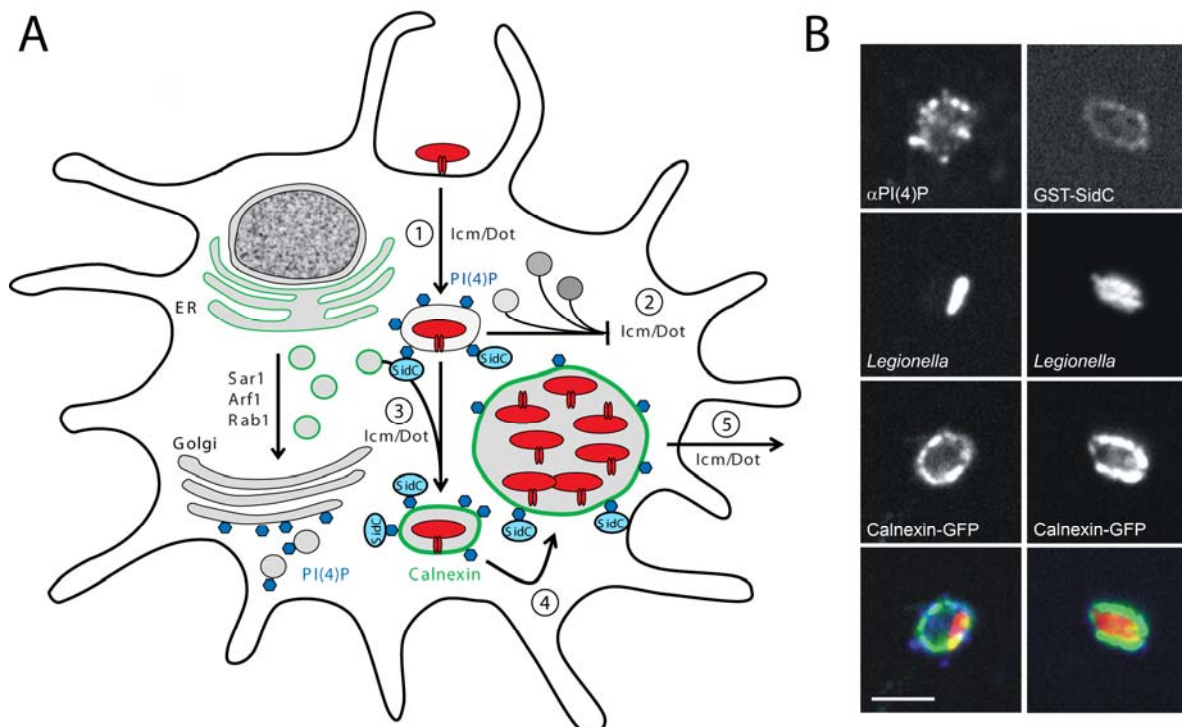 A
B
1
Icm/Dot
PI(4)P
2
Icm/Dot
ER
SidC
SidC
Sar1
Arf1
Rab1
3
Icm/Dot
5
Icm/Dot
Golgi
SidC
SidC
SidC
SidC
PI(4)P
Calnexin
4
αPI(4)P
GST-SidC
Legionella
Legionella
Calnexin-GFP
Calnexin-GFP